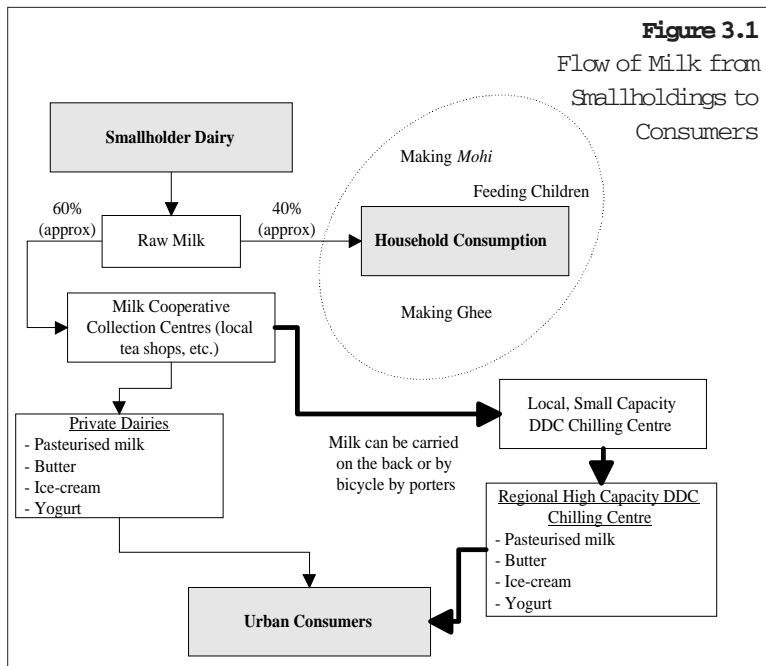 Figure 3.1
Flow of Milk from
Smallholdings to
Consumers
Smallholder Dairy
Making Mohi
Feeding Children
60%
(approx)
Raw Milk
40%
(approx)
Household Consumption
Making Ghee
Milk Cooperative
Collection Centres (local
tea shops, etc.)
Private Dairies
- Pasteurised milk
- Butter
- Ice-cream
- Yogurt
Milk can be carried
on the back or by
bicycle by porters
Local, Small Capacity
DDC Chilling Centre
Regional High Capacity DDC
Chilling Centre
- Pasteurised milk
- Butter
- Ice-cream
- Yogurt
Urban Consumers